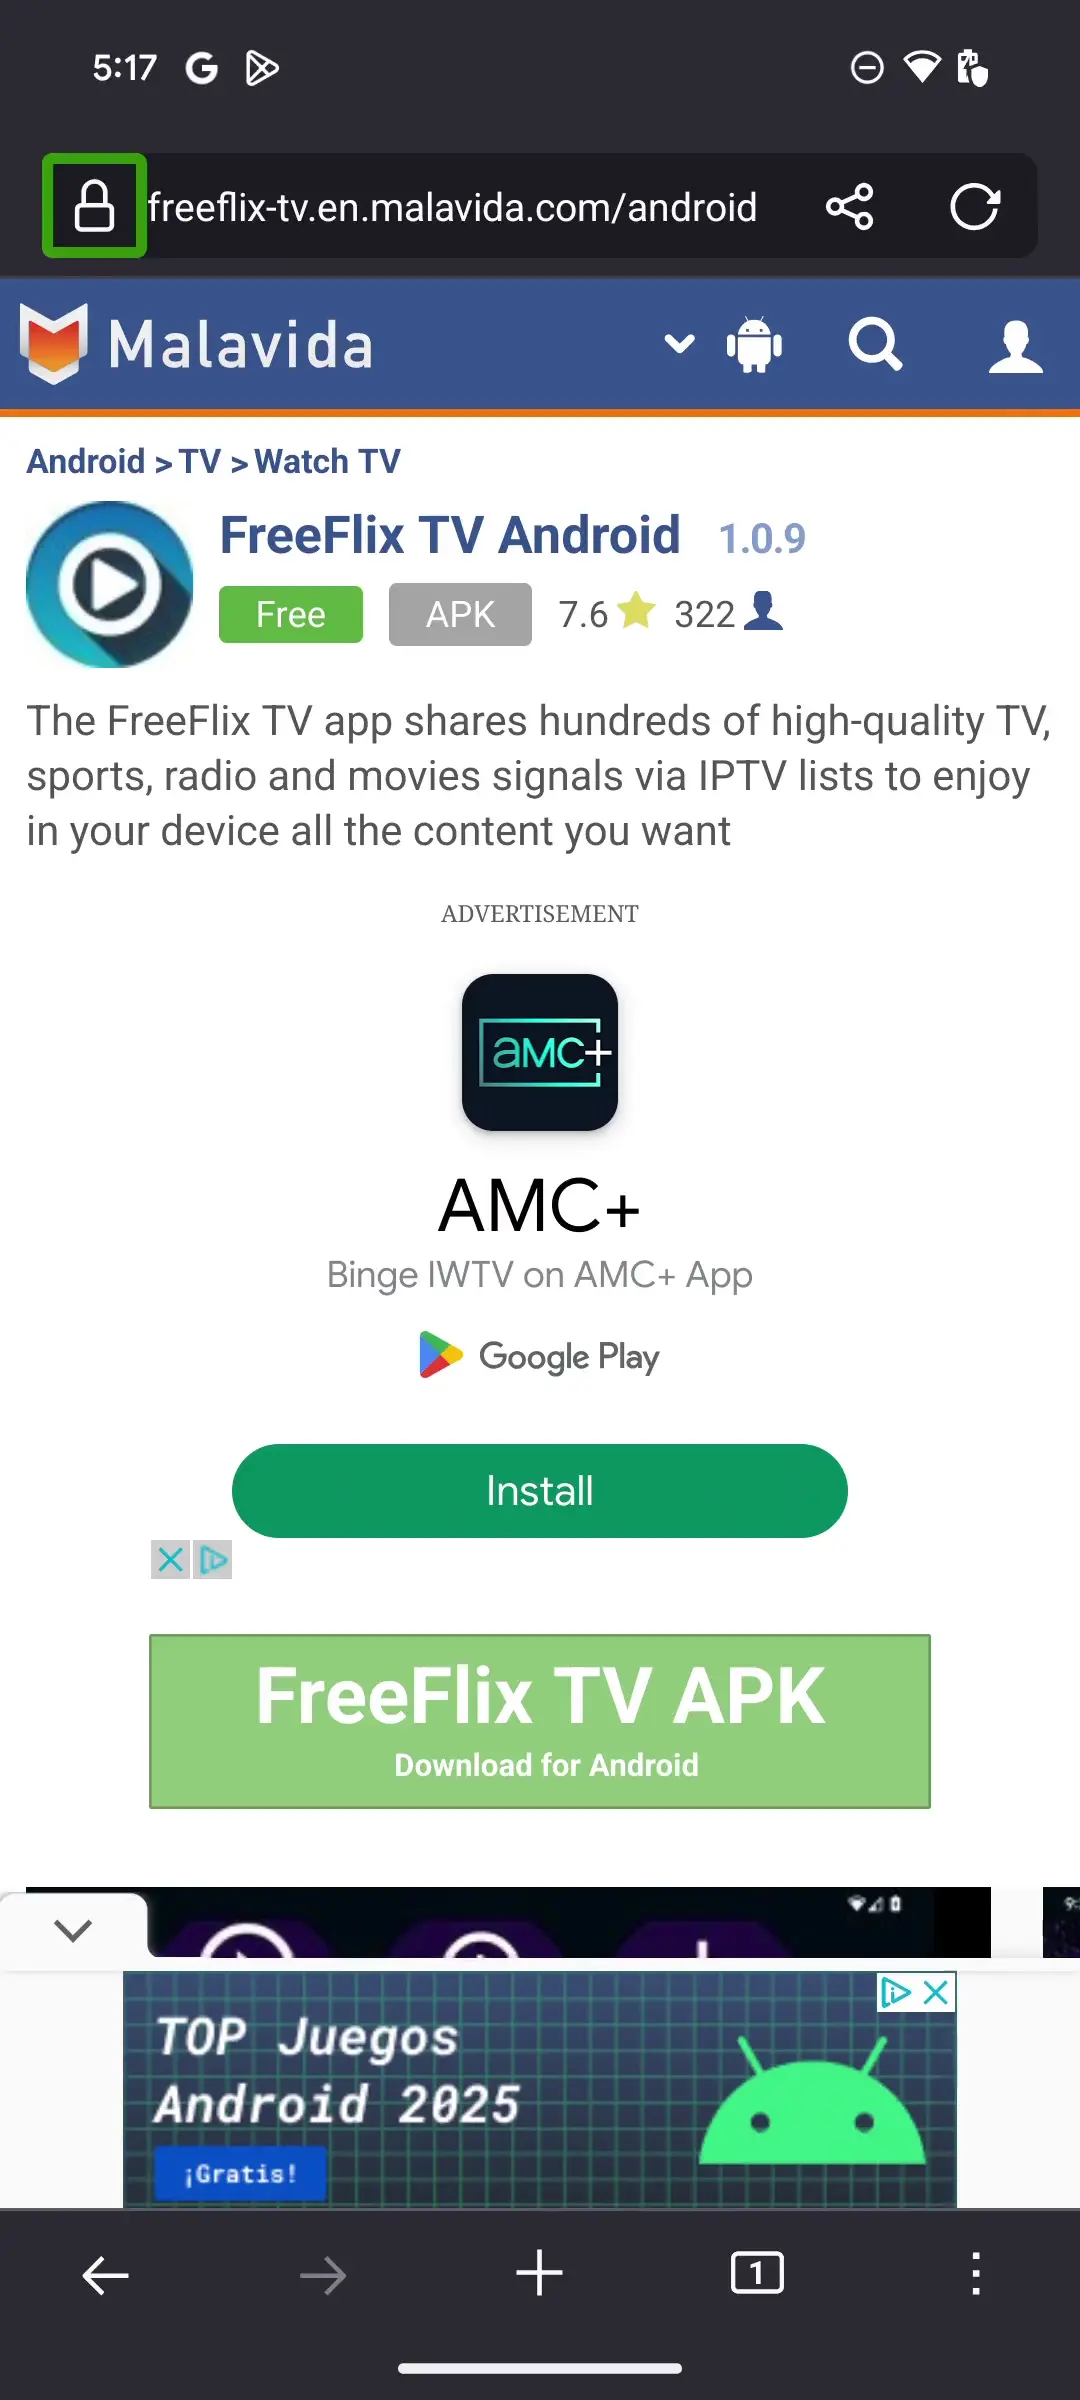 5:17
freeflix-tv.en.malavida.com/android
Malavida
Android > TV > Watch TV
FreeFlix TV Android 1.0.9
Free APK 7.6 322
The FreeFlix TV app shares hundreds of high-quality TV,
sports, radio and movies signals via IPTV lists to enjoy
in your device all the content you want
ADVERTISEMENT
aMC+
AMC+
Binge IWTV on AMC+ App
Google Play
Install
FreeFlix TV APK
Download for Android
TOP Juegos
Android 2025
¡Gratis!
1